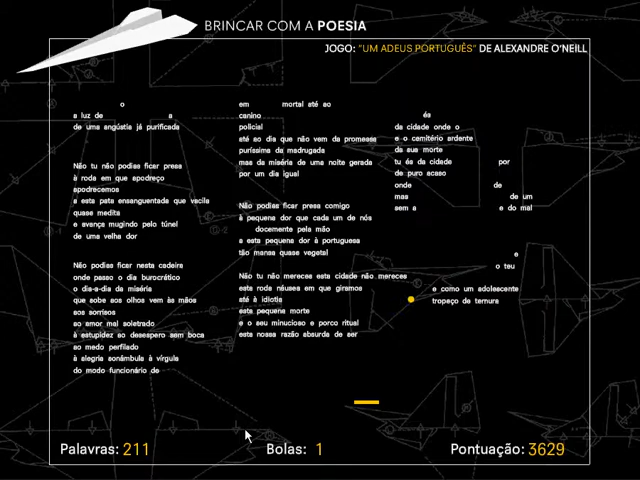 BRINCAR COM A POESIA
JOGO: "UM ADEUS PORTUGUÊS" DE ALEXANDRE O'NEILL
o
a luz de a
de uma angústia já purificada
Não tu não podias ficar presa
à roda em que apodreço
apodrecemos
a esta pata ensanguentada que vacila
quase medita
e avança mugindo pelo túnel
de uma velha dor
Não podias ficar nesta cadeira
onde passo o dia burocrático
o dia-a-dia da miséria
que sobe aos olhos vem às mãos
aos sorrisos
ao amor mal soletrado
à estupidez ao desespero sem boca
ao medo perfilado
à alegria sonâmbula à vírgula
do modo funcionário de
em mortal até ao
canino
policial
até ao dia que não vem da promessa
puríssima da madrugada
mas da miséria de uma noite gerada
por um dia igual
Não podias ficar presa comigo
à pequena dor que cada um de nós
docemente pela mão
a esta pequena dor à portuguesa
tão mansa quase vegetal
Não tu não mereces esta cidade não mereces
esta roda náusea em que giramos
até à idiotia
esta pequena morte
e o seu minucioso e porco ritual
esta nossa razão absurda de ser
és
da cidade onde o
e o cemitério ardente
da sua morte
tu és da cidade por
de puro acaso
onde de
mas de um
sem a e do mal
e
o teu
e como um adolescente
tropeço de ternura
Palavras: 211
Bolas: 1
Pontuação: 3629